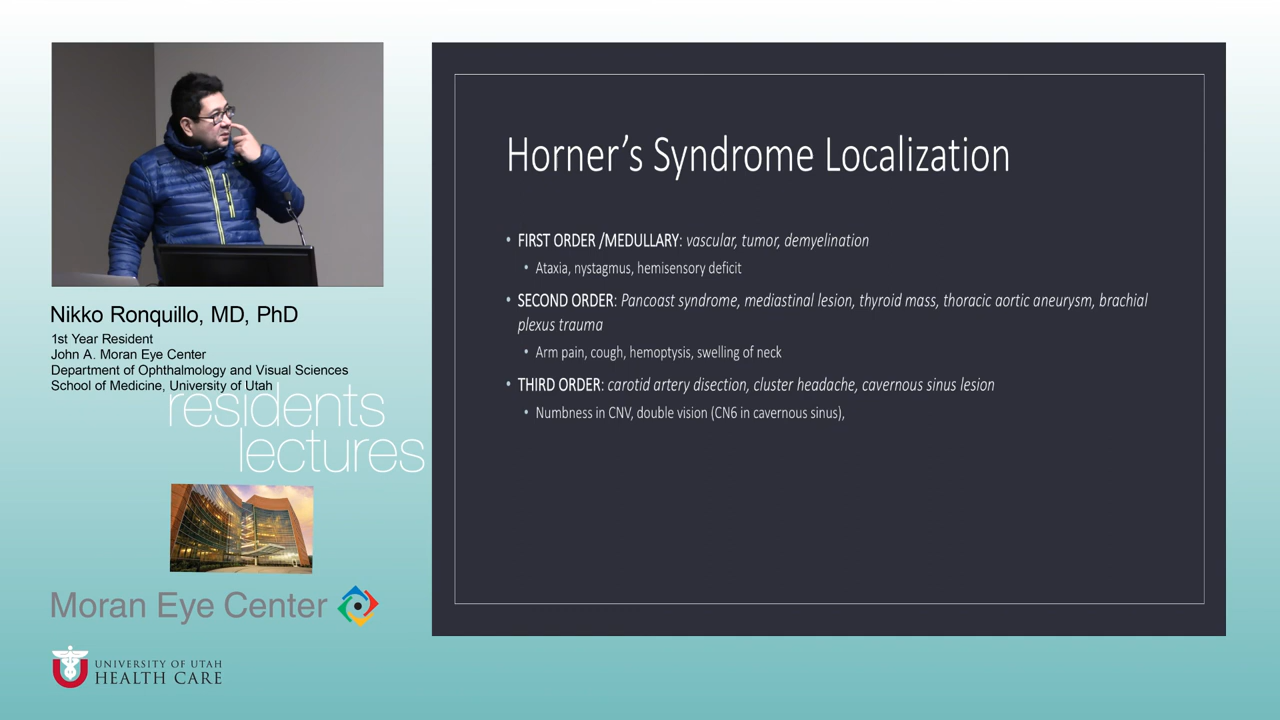 Nikko Ronquillo, MD, PhD
1st Year Resident
John A. Moran Eye Center
Department of Ophthalmology and Visual Sciences
School of Medicine, University of Utah
residents
lectures
Moran Eye Center
UNIVERSITY OF UTAH
HEALTH CARE
Horner’s Syndrome Localization
• FIRST ORDER /MEDULLARY: vascular, tumor, demyelination
• Ataxia, nystagmus, hemisensory deficit
• SECOND ORDER: Pancoast syndrome, mediastinal lesion, thyroid mass, thoracic aortic aneurysm, brachial
plexus trauma
• Arm pain, cough, hemoptysis, swelling of neck
• THIRD ORDER: carotid artery disection, cluster headache, cavernous sinus lesion
• Numbness in CNV, double vision (CN6 in cavernous sinus),